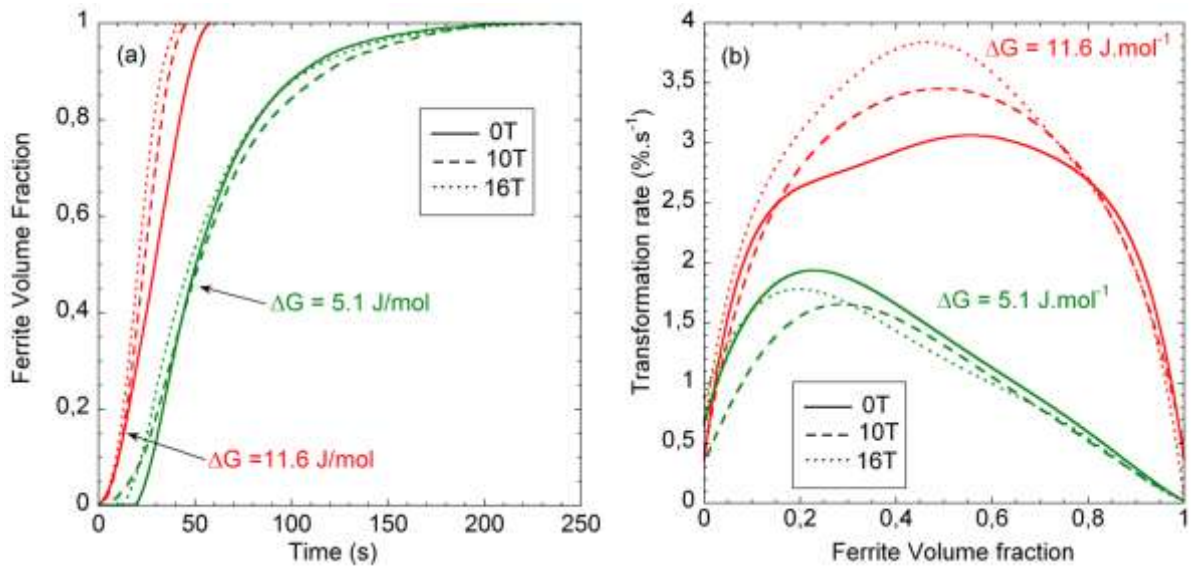 (a)
1
0.8
0.6
0.4
0.2
0
Ferrite Volume Fraction
0T
10T
16T
ΔG = 5.1 J/mol
ΔG =11.6 J/mol
0 50 100 150 200 250
Time (s)
(b)
4
3,5
3
2,5
2
1,5
1
0,5
0
Transformation rate (%.s⁻¹)
ΔG = 11.6 J.mol⁻¹
ΔG = 5.1 J.mol⁻¹
0T
10T
16T
0 0,2 0,4 0,6 0,8 1
Ferrite Volume fraction